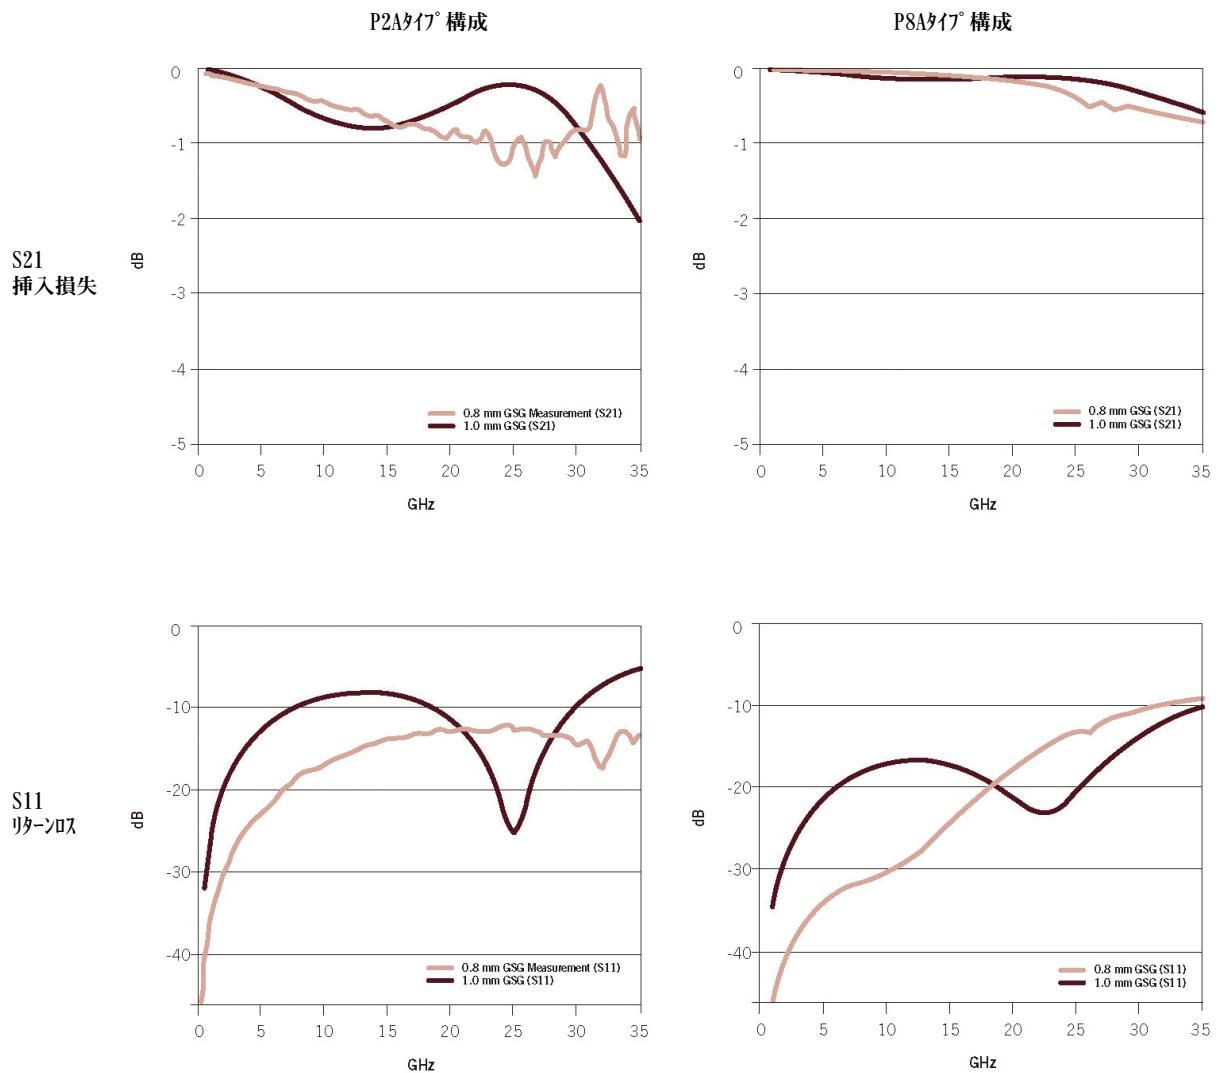 P2Aﾀｲﾌﾟ構成
P8Aﾀｲﾌﾟ構成
S21
挿入損失
dB
0
-1
-2
-3
-4
-5
0.8 mm GSG Measurement (S21)
1.0 mm GSG (S21)
0 5 10 15 20 25 30 35
GHz
dB
0
-1
-2
-3
-4
-5
0.8 mm GSG (S21)
1.0 mm GSG (S21)
0 5 10 15 20 25 30 35
GHz
S11
ﾘﾀｰﾝﾛｽ
dB
0
-10
-20
-30
-40
0.8 mm GSG Measurement (S11)
1.0 mm GSG (S11)
0 5 10 15 20 25 30 35
GHz
dB
0
-10
-20
-30
-40
0.8 mm GSG (S11)
1.0 mm GSG (S11)
0 5 10 15 20 25 30 35
GHz